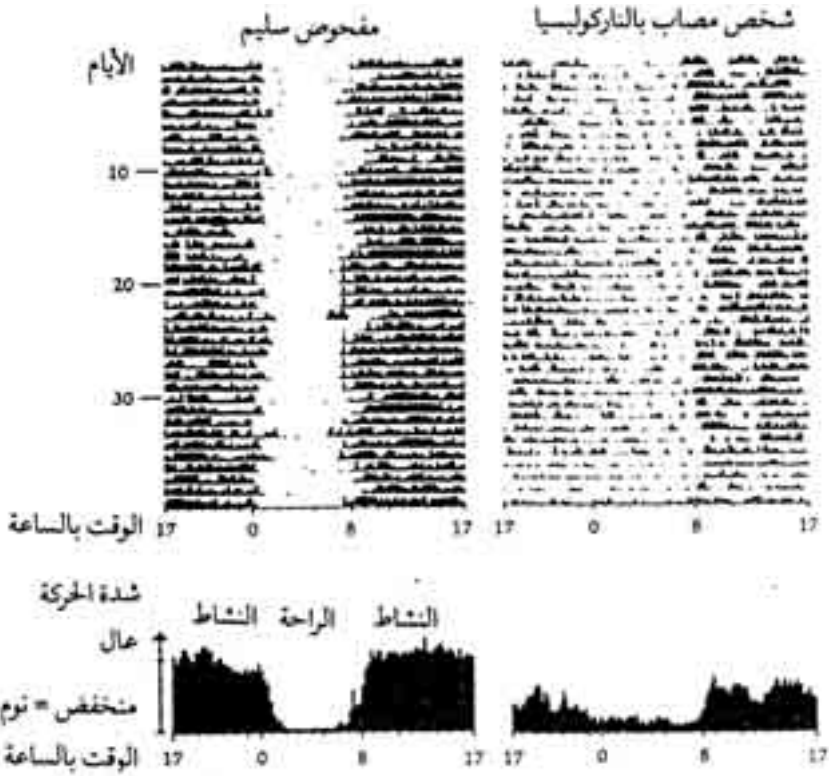 شخص مصاب بالناركوليسيا
مفحوص سليم
الأيام
10
20
30
الوقت بالساعة 17 0 8 17 17 0 8 17
شدة الحركة
النشاط الراحة النشاط
عال
منخفض = نوم
الوقت بالساعة 17 0 8 17 17 0 8 17